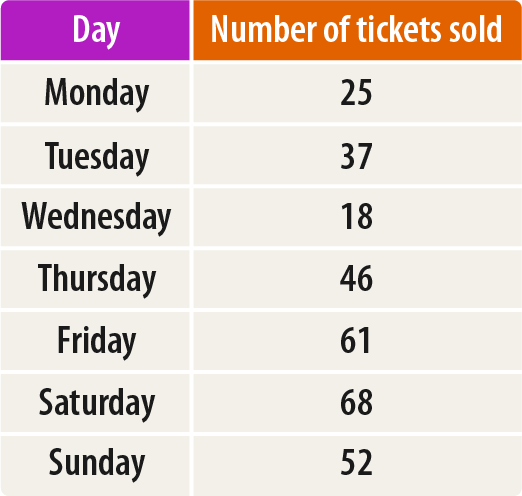 Day Number of tickets sold
Monday 25
Tuesday 37
Wednesday 18
Thursday 46
Friday 61
Saturday 68
Sunday 52